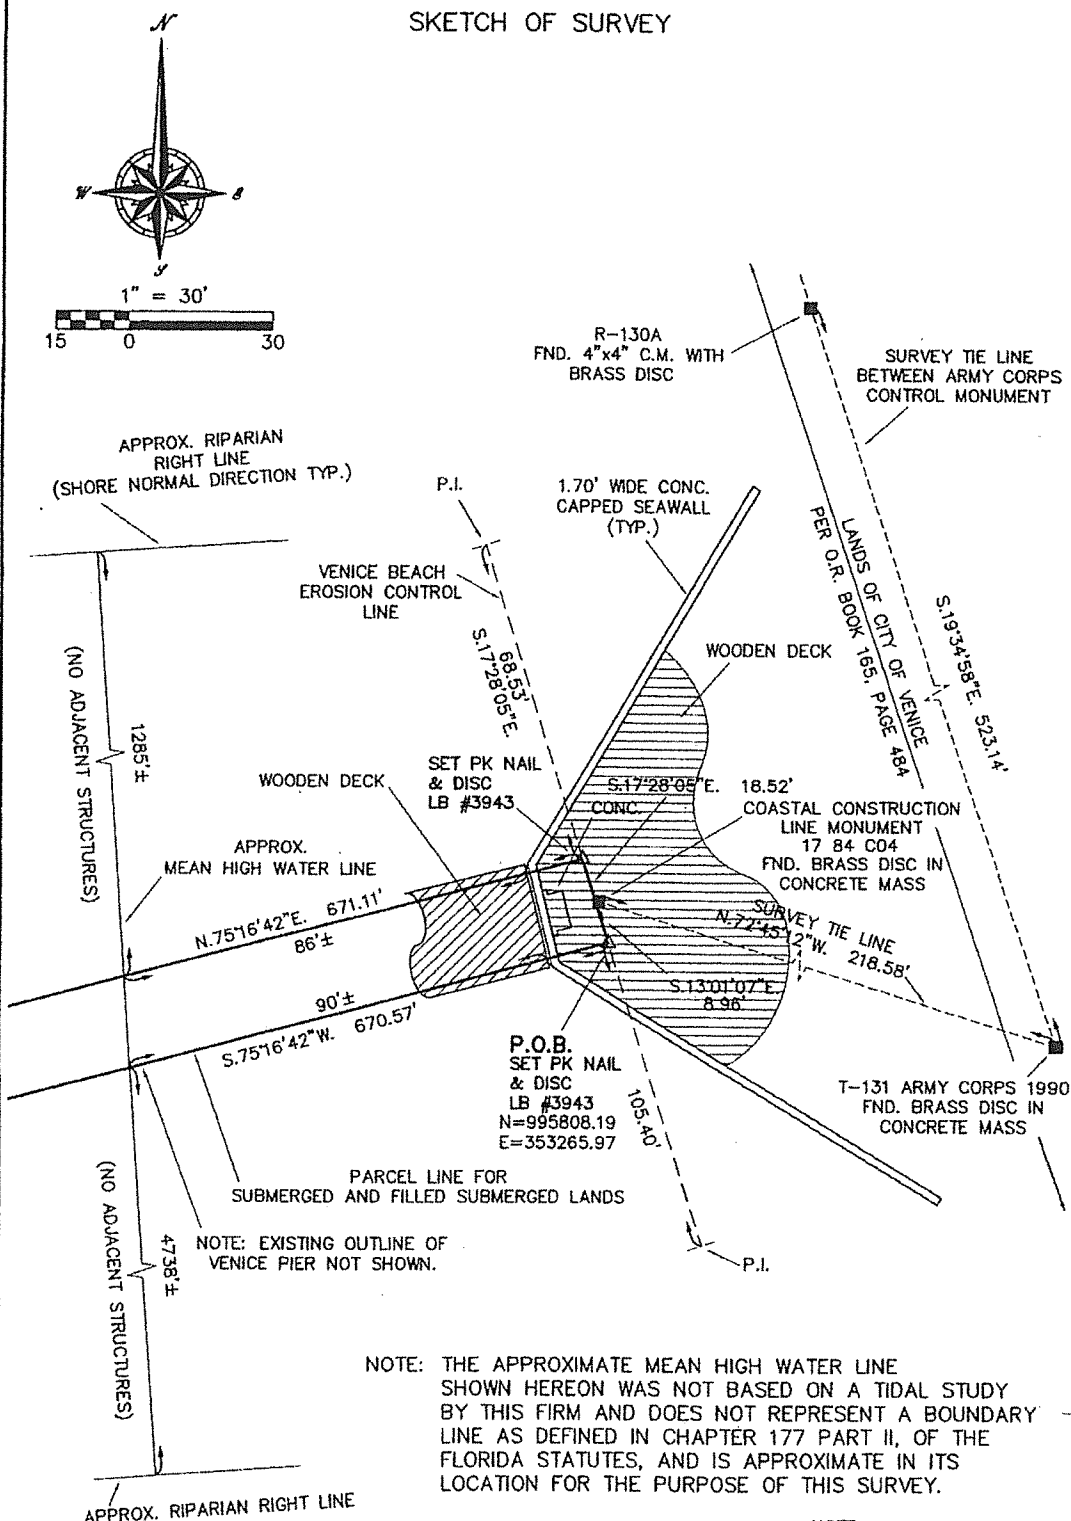 SKETCH OF SURVEY
N
W
S
1" = 30'
15 0 30
R-130A
FND. 4"x4" C.M. WITH
BRASS DISC
SURVEY TIE LINE
BETWEEN ARMY CORPS
CONTROL MONUMENT
APPROX. RIPARIAN
RIGHT LINE
(SHORE NORMAL DIRECTION TYP.)
P.I.
1.70' WIDE CONC.
CAPPED SEAWALL
(TYP.)
VENICE BEACH
EROSION CONTROL
LINE
68.53'
S.17°28'05"E.
LANDS OF CITY OF VENICE
PER O.R. BOOK 165, PAGE 484
S.19°34'58"E. 523.14'
WOODEN DECK
(NO ADJACENT STRUCTURES)
1285'±
SET PK NAIL
& DISC
LB #3943
WOODEN DECK
S.17°28'05"E. 18.52'
CONC.
COASTAL CONSTRUCTION
LINE MONUMENT
17 84 C04
FND. BRASS DISC IN
CONCRETE MASS
APPROX.
MEAN HIGH WATER LINE
N.75°16'42"E. 671.11'
86'±
SURVEY TIE LINE
N.72°45'12"W. 218.58'
S.13°01'07"E.
8.96'
90'±
S.75°16'42"W. 670.57'
P.O.B.
SET PK NAIL
& DISC
LB #3943
N=995808.19
E=353265.97
105.40'
T-131 ARMY CORPS 1990
FND. BRASS DISC IN
CONCRETE MASS
PARCEL LINE FOR
SUBMERGED AND FILLED SUBMERGED LANDS
(NO ADJACENT STRUCTURES)
4738'±
NOTE: EXISTING OUTLINE OF
VENICE PIER NOT SHOWN.
P.I.
NOTE: THE APPROXIMATE MEAN HIGH WATER LINE
SHOWN HEREON WAS NOT BASED ON A TIDAL STUDY
BY THIS FIRM AND DOES NOT REPRESENT A BOUNDARY
LINE AS DEFINED IN CHAPTER 177 PART II, OF THE
FLORIDA STATUTES, AND IS APPROXIMATE IN ITS
LOCATION FOR THE PURPOSE OF THIS SURVEY.
APPROX. RIPARIAN RIGHT LINE